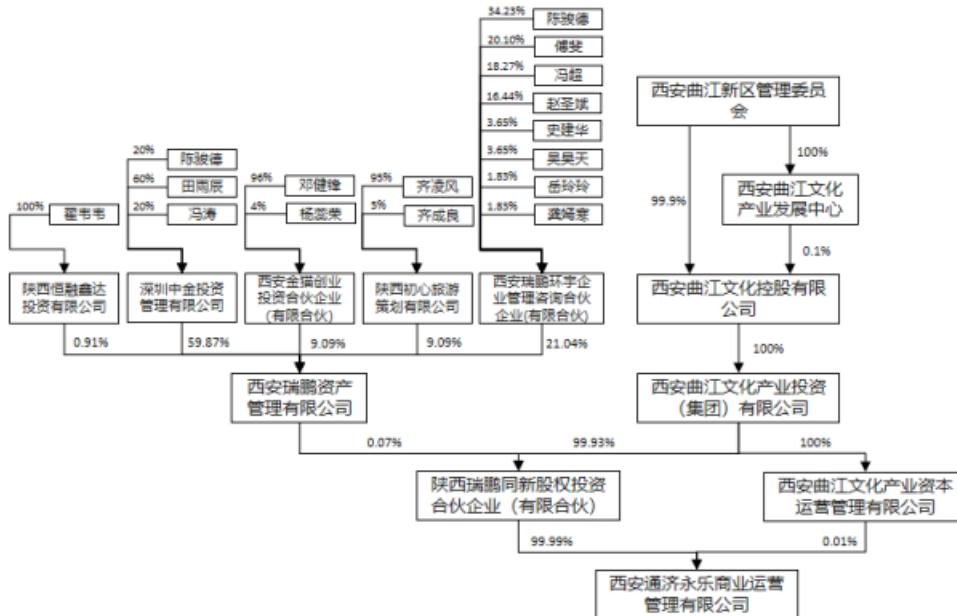 34.23%
陈骏德
20.10%
傅斐
18.27%
冯超
16.44%
赵圣斌
3.65%
史建华
3.65%
昊昊天
1.83%
岳玲玲
1.83%
西安曲江新区管理委员
会
100%
99.9%
西安曲江文化
产业发展中心
0.1%
20%
陈骏德
60%
田雨辰
20%
冯涛
96%
邓健锋
4%
杨蕊荣
95%
齐凌风
5%
齐成良
100%
翟韦韦
陕西恒融鑫达
投资有限公司
深圳中金投资
管理有限公司
西安金猫创业
投资合伙企业
(有限合伙)
陕西初心旅游
策划有限公司
西安瑞鹏环宇企
业管理咨询合伙
企业(有限合伙)
西安曲江文化控股有限
公司
0.91%
59.87%
9.09%
9.09%
21.04%
100%
西安瑞鹏资产
管理有限公司
西安曲江文化产业投资
（集团）有限公司
0.07%
99.93%
100%
陕西瑞鹏同新股权投资
合伙企业（有限合伙）
西安曲江文化产业资本
运营管理有限公司
99.99%
0.01%
西安通济永乐商业运营
管理有限公司